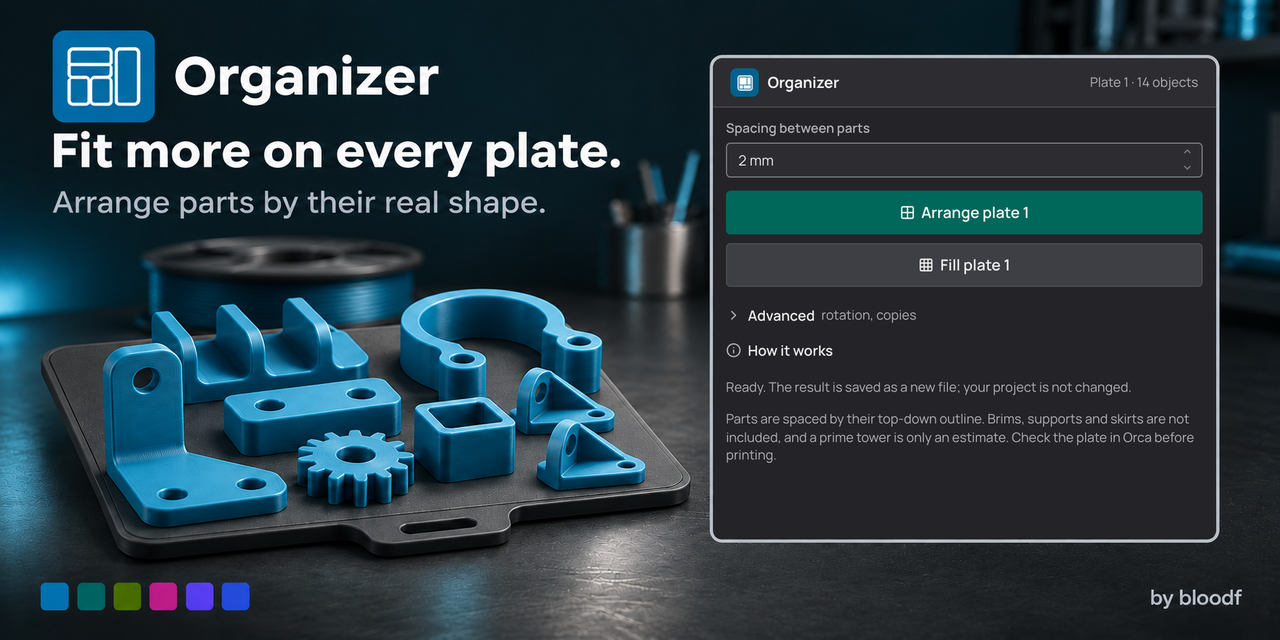 Organizer
Fit more on every plate.
Arrange parts by their real shape.
Organizer
Plate 1 · 14 objects
Spacing between parts
2 mm
Arrange plate 1
Fill plate 1
Advanced rotation, copies
How it works
Ready. The result is saved as a new file; your project is not changed.
Parts are spaced by their top-down outline. Brims, supports and skirts are not
included, and a prime tower is only an estimate. Check the plate in Orca before
printing.
by bloodf